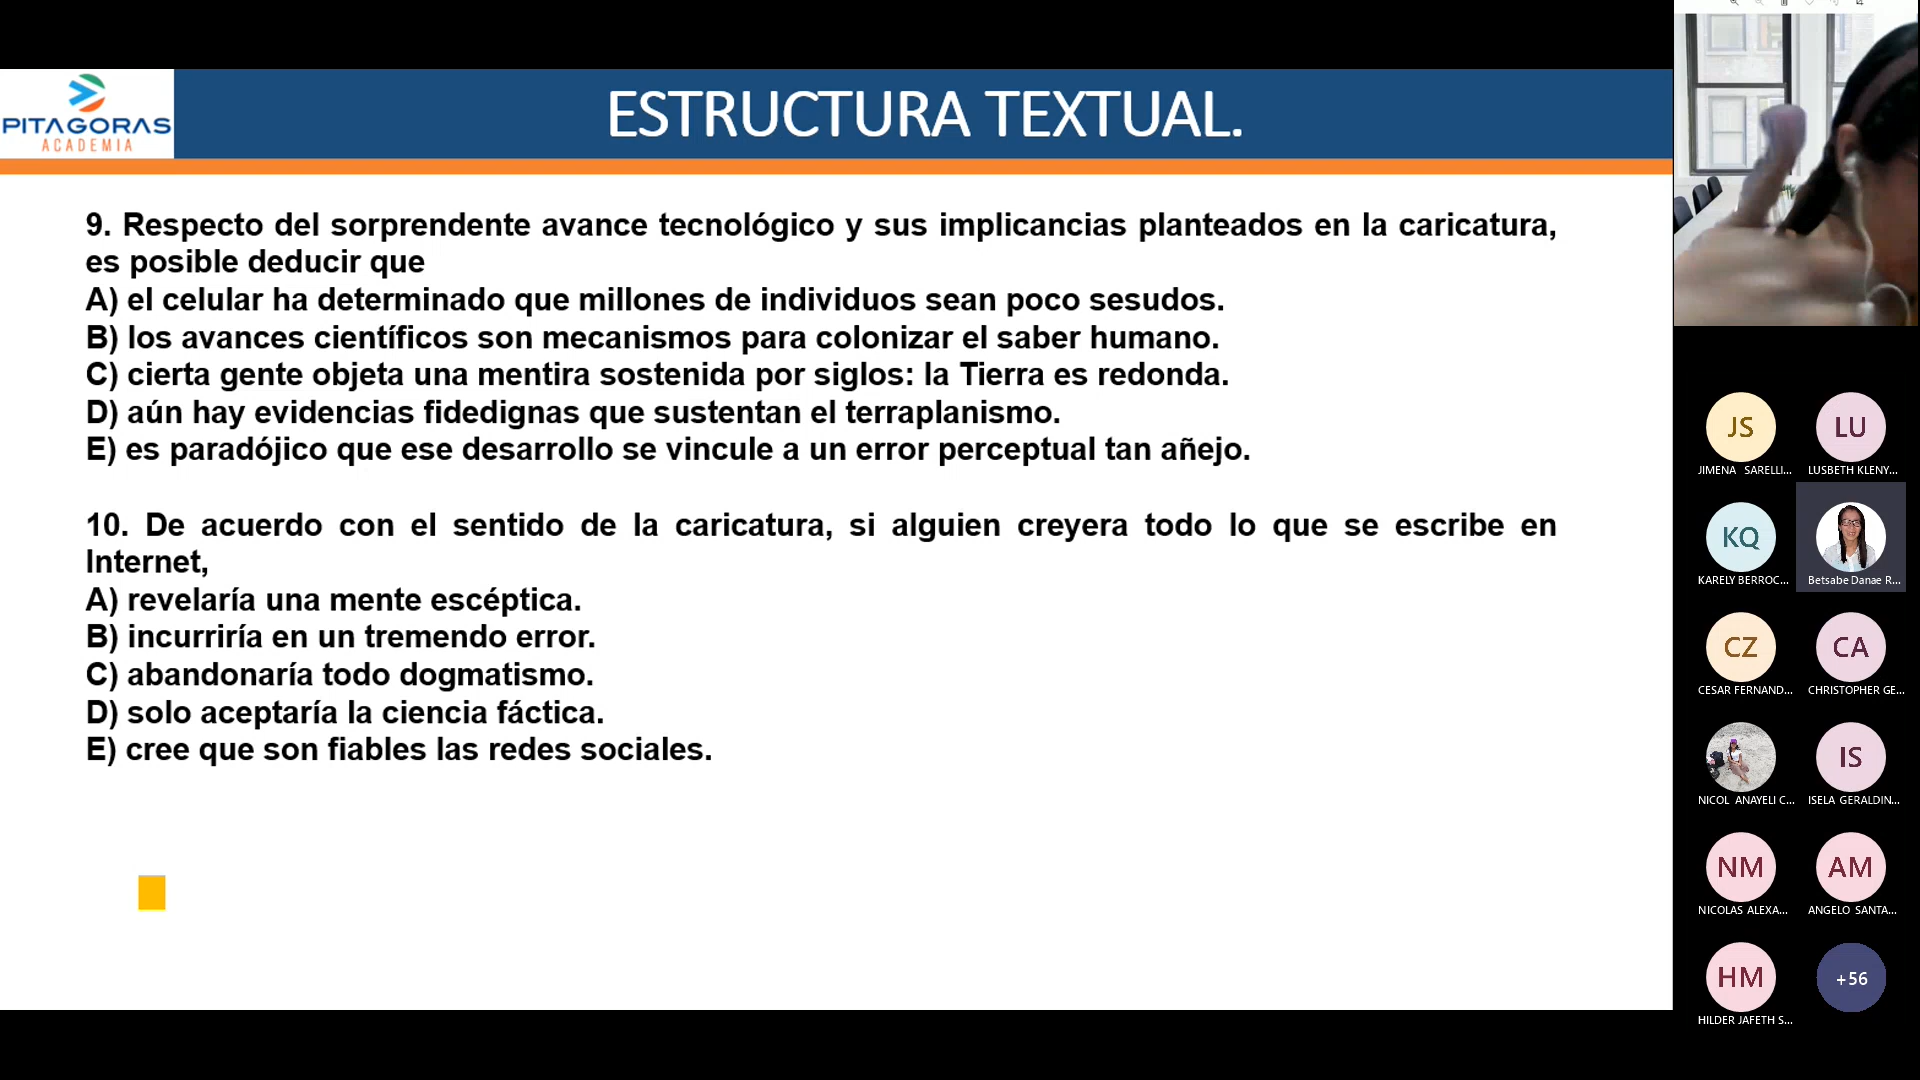 PITAGORAS
ACADEMIA
ESTRUCTURA TEXTUAL.
9. Respecto del sorprendente avance tecnológico y sus implicancias planteados en la caricatura,
es posible deducir que
A) el celular ha determinado que millones de individuos sean poco sesudos.
B) los avances científicos son mecanismos para colonizar el saber humano.
C) cierta gente objeta una mentira sostenida por siglos: la Tierra es redonda.
D) aún hay evidencias fidedignas que sustentan el terraplanismo.
E) es paradójico que ese desarrollo se vincule a un error perceptual tan añejo.
10. De acuerdo con el sentido de la caricatura, si alguien creyera todo lo que se escribe en
Internet,
A) revelaría una mente escéptica.
B) incurriría en un tremendo error.
C) abandonaría todo dogmatismo.
D) solo aceptaría la ciencia fáctica.
E) cree que son fiables las redes sociales.
JS
LU
JIMENA SARELLI...
LUSBETH KLENY...
KQ
KARELY BERROC...
Betsabe Danae R...
CZ
CA
CESAR FERNAND...
CHRISTOPHER GE...
IS
NICOL ANAYELI C...
ISELA GERALDIN...
NM
AM
NICOLAS ALEXA...
ANGELO SANTA...
HM
+56
HILDER JAFETH S...